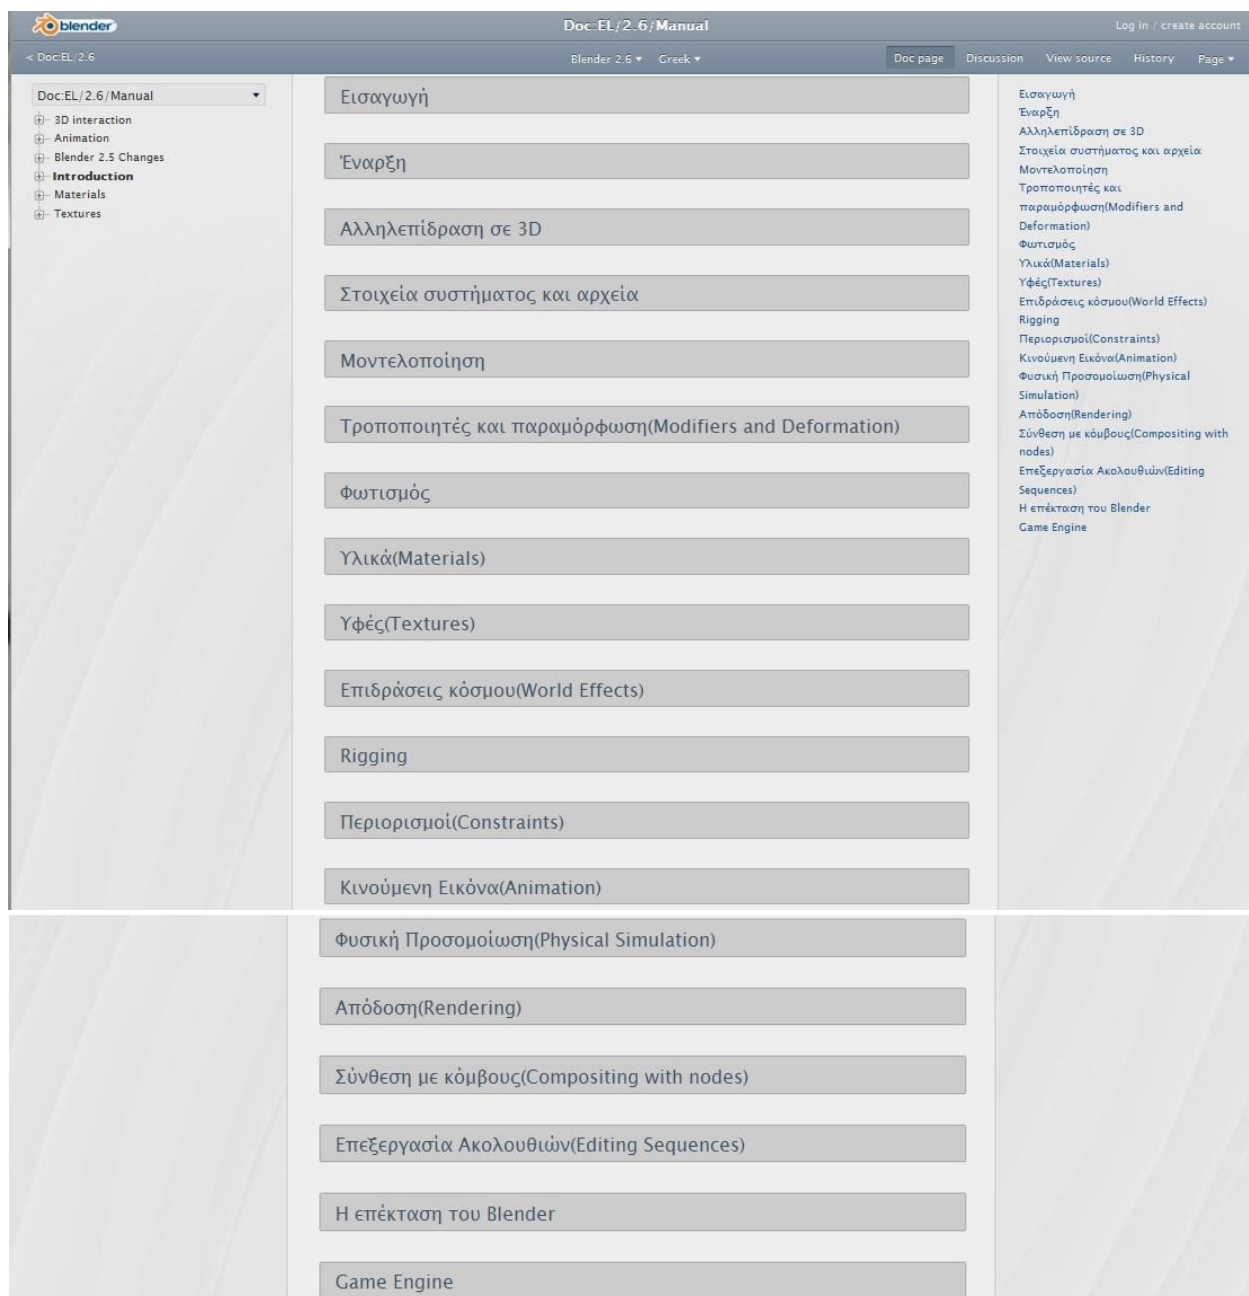 blender
Doc:EL/2.6/Manual
Log in / create account
< Doc:EL/2.6
Blender 2.6 ▾ Greek ▾
Doc page Discussion View source History Page ▾
Doc:EL/2.6/Manual
3D interaction
Animation
Blender 2.5 Changes
Introduction
Materials
Textures
Εισαγωγή
Έναρξη
Αλληλεπίδραση σε 3D
Στοιχεία συστήματος και αρχεία
Μοντελοποίηση
Τροποποιητές και παραμόρφωση(Modifiers and Deformation)
Φωτισμός
Υλικά(Materials)
Υφές(Textures)
Επιδράσεις κόσμου(World Effects)
Rigging
Περιορισμοί(Constraints)
Κινούμενη Εικόνα(Animation)
Φυσική Προσομοίωση(Physical Simulation)
Απόδοση(Rendering)
Σύνθεση με κόμβους(Compositing with nodes)
Επεξεργασία Ακολουθιών(Editing Sequences)
Η επέκταση του Blender
Game Engine
Εισαγωγή
Έναρξη
Αλληλεπίδραση σε 3D
Στοιχεία συστήματος και αρχεία
Μοντελοποίηση
Τροποποιητές και
παραμόρφωση(Modifiers and
Deformation)
Φωτισμός
Υλικά(Materials)
Υφές(Textures)
Επιδράσεις κόσμου(World Effects)
Rigging
Περιορισμοί(Constraints)
Κινούμενη Εικόνα(Animation)
Φυσική Προσομοίωση(Physical
Simulation)
Απόδοση(Rendering)
Σύνθεση με κόμβους(Compositing with
nodes)
Επεξεργασία Ακολουθιών(Editing
Sequences)
Η επέκταση του Blender
Game Engine